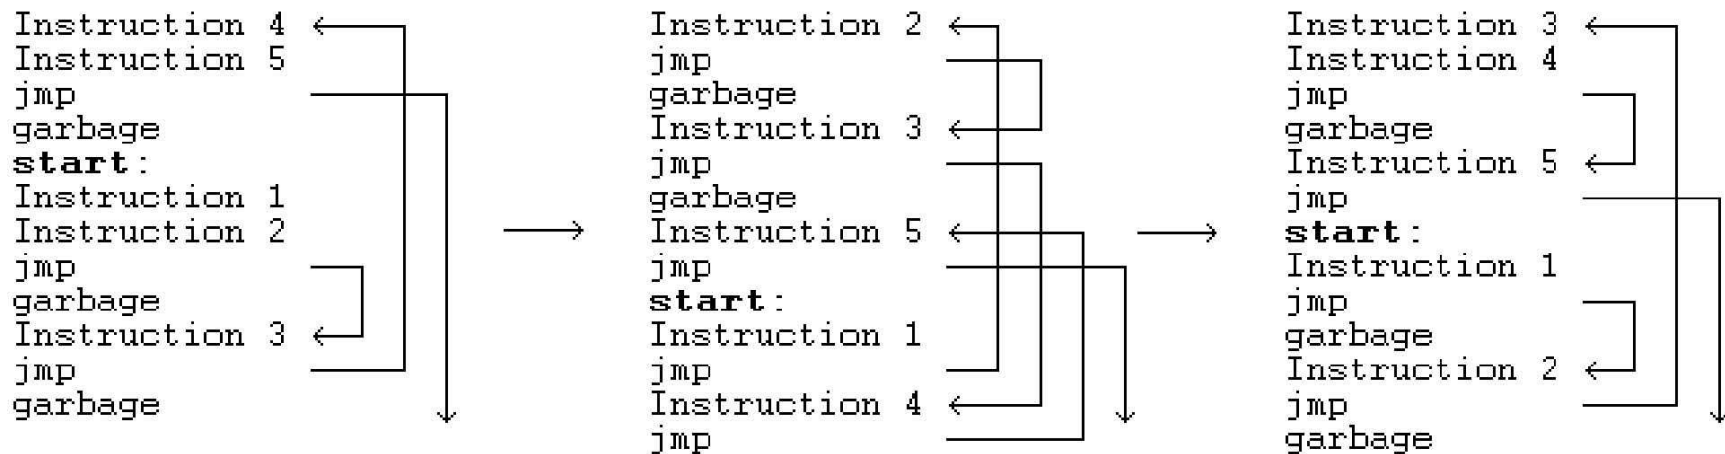 Instruction 4
Instruction 5
jmp
garbage
start:
Instruction 1
Instruction 2
jmp
garbage
Instruction 3
jmp
garbage
Instruction 2
jmp
garbage
Instruction 3
jmp
garbage
Instruction 5
jmp
start:
Instruction 1
jmp
Instruction 4
jmp
Instruction 3
Instruction 4
jmp
garbage
Instruction 5
jmp
start:
Instruction 1
jmp
garbage
Instruction 2
jmp
garbage